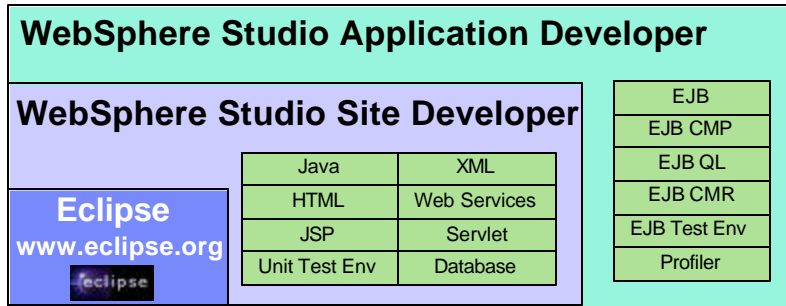 WebSphere Studio Application Developer
WebSphere Studio Site Developer
Eclipse
www.eclipse.org
eclipse
Java
XML
HTML
Web Services
JSP
Servlet
Unit Test Env
Database
EJB
EJB CMP
EJB QL
EJB CMR
EJB Test Env
Profiler